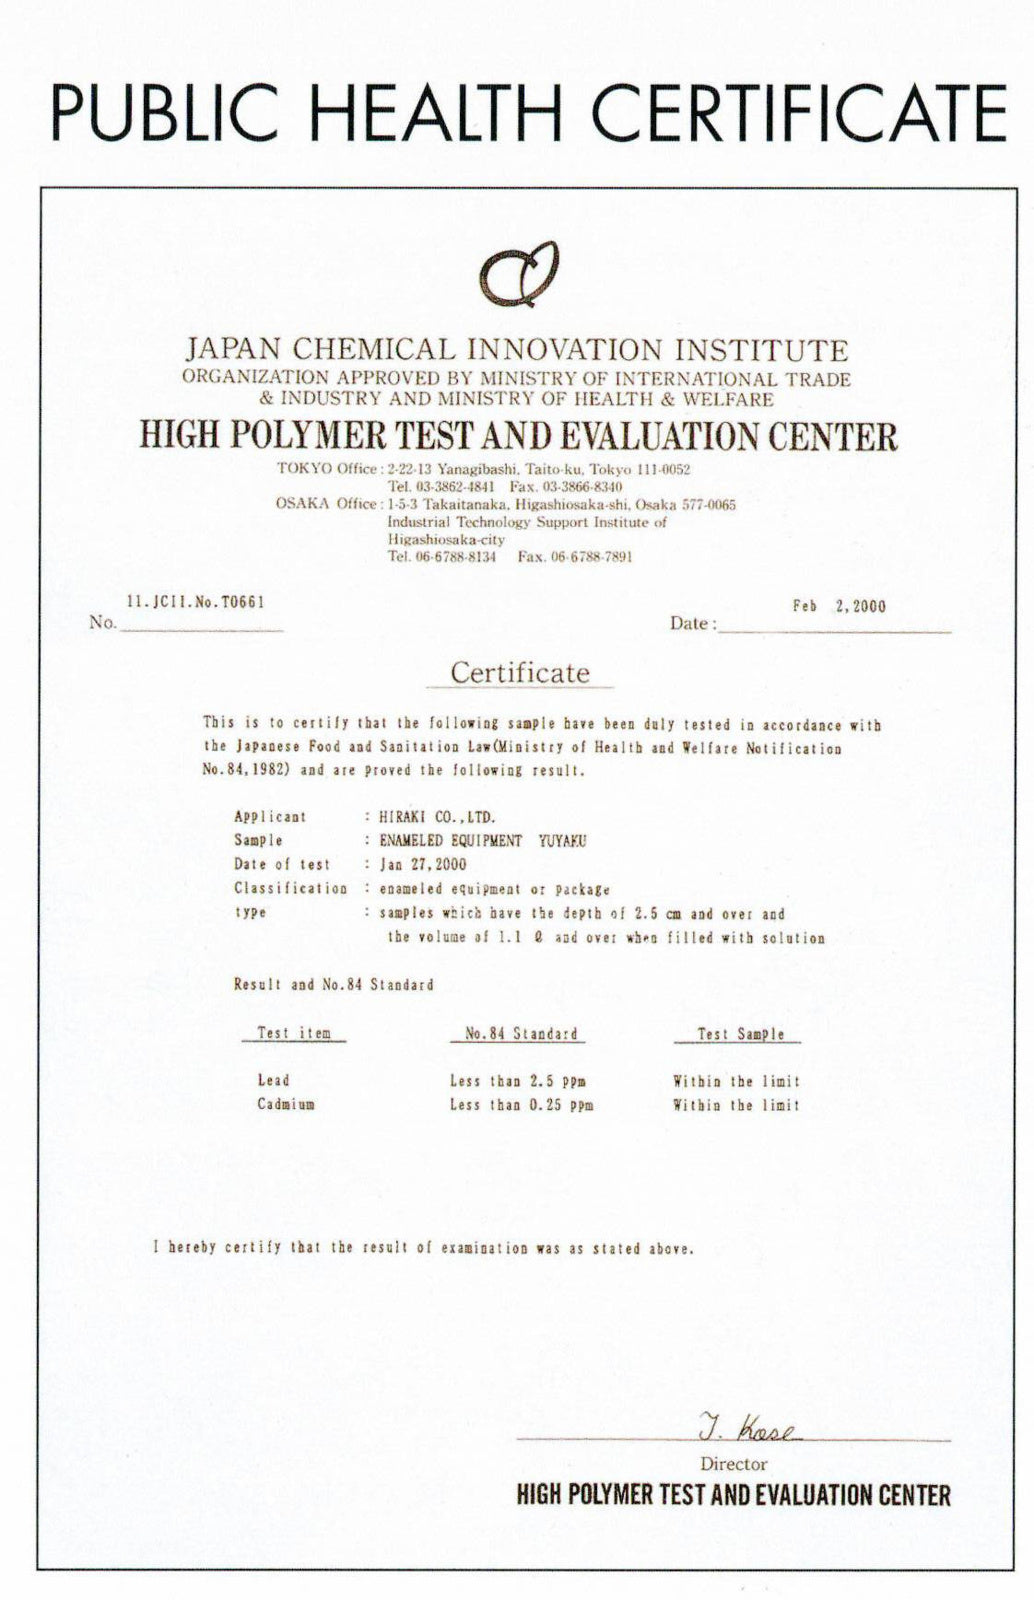 PUBLIC HEALTH CERTIFICATE
JAPAN CHEMICAL INNOVATION INSTITUTE
ORGANIZATION APPROVED BY MINISTRY OF INTERNATIONAL TRADE
& INDUSTRY AND MINISTRY OF HEALTH & WELFARE
HIGH POLYMER TEST AND EVALUATION CENTER
TOKYO Office : 2-22-13 Yanagibashi, Taito-ku, Tokyo 111-0052
Tel. 03-3862-4841 Fax. 03-3866-8340
OSAKA Office : 1-5-3 Takaitanaka, Higashiosaka-shi, Osaka 577-0065
Industrial Technology Support Institute of
Higashiosaka-city
Tel. 06-6788-8134 Fax. 06-6788-7891
No. 11.JCII.No.T0661
Date : Feb 2,2000
Certificate
This is to certify that the following sample have been duly tested in accordance with
the Japanese Food and Sanitation Law(Ministry of Health and Welfare Notification
No.84,1982) and are proved the following result.
Applicant : HIRAKI CO.,LTD.
Sample : ENAMELED EQUIPMENT YUYAKU
Date of test : Jan 27,2000
Classification : enameled equipment or package
type : samples which have the depth of 2.5 cm and over and
the volume of 1.1 ℓ and over when filled with solution
Result and No.84 Standard
Test item No.84 Standard Test Sample
Lead Less than 2.5 ppm Within the limit
Cadmium Less than 0.25 ppm Within the limit
I hereby certify that the result of examination was as stated above.
T. Kose
Director
HIGH POLYMER TEST AND EVALUATION CENTER